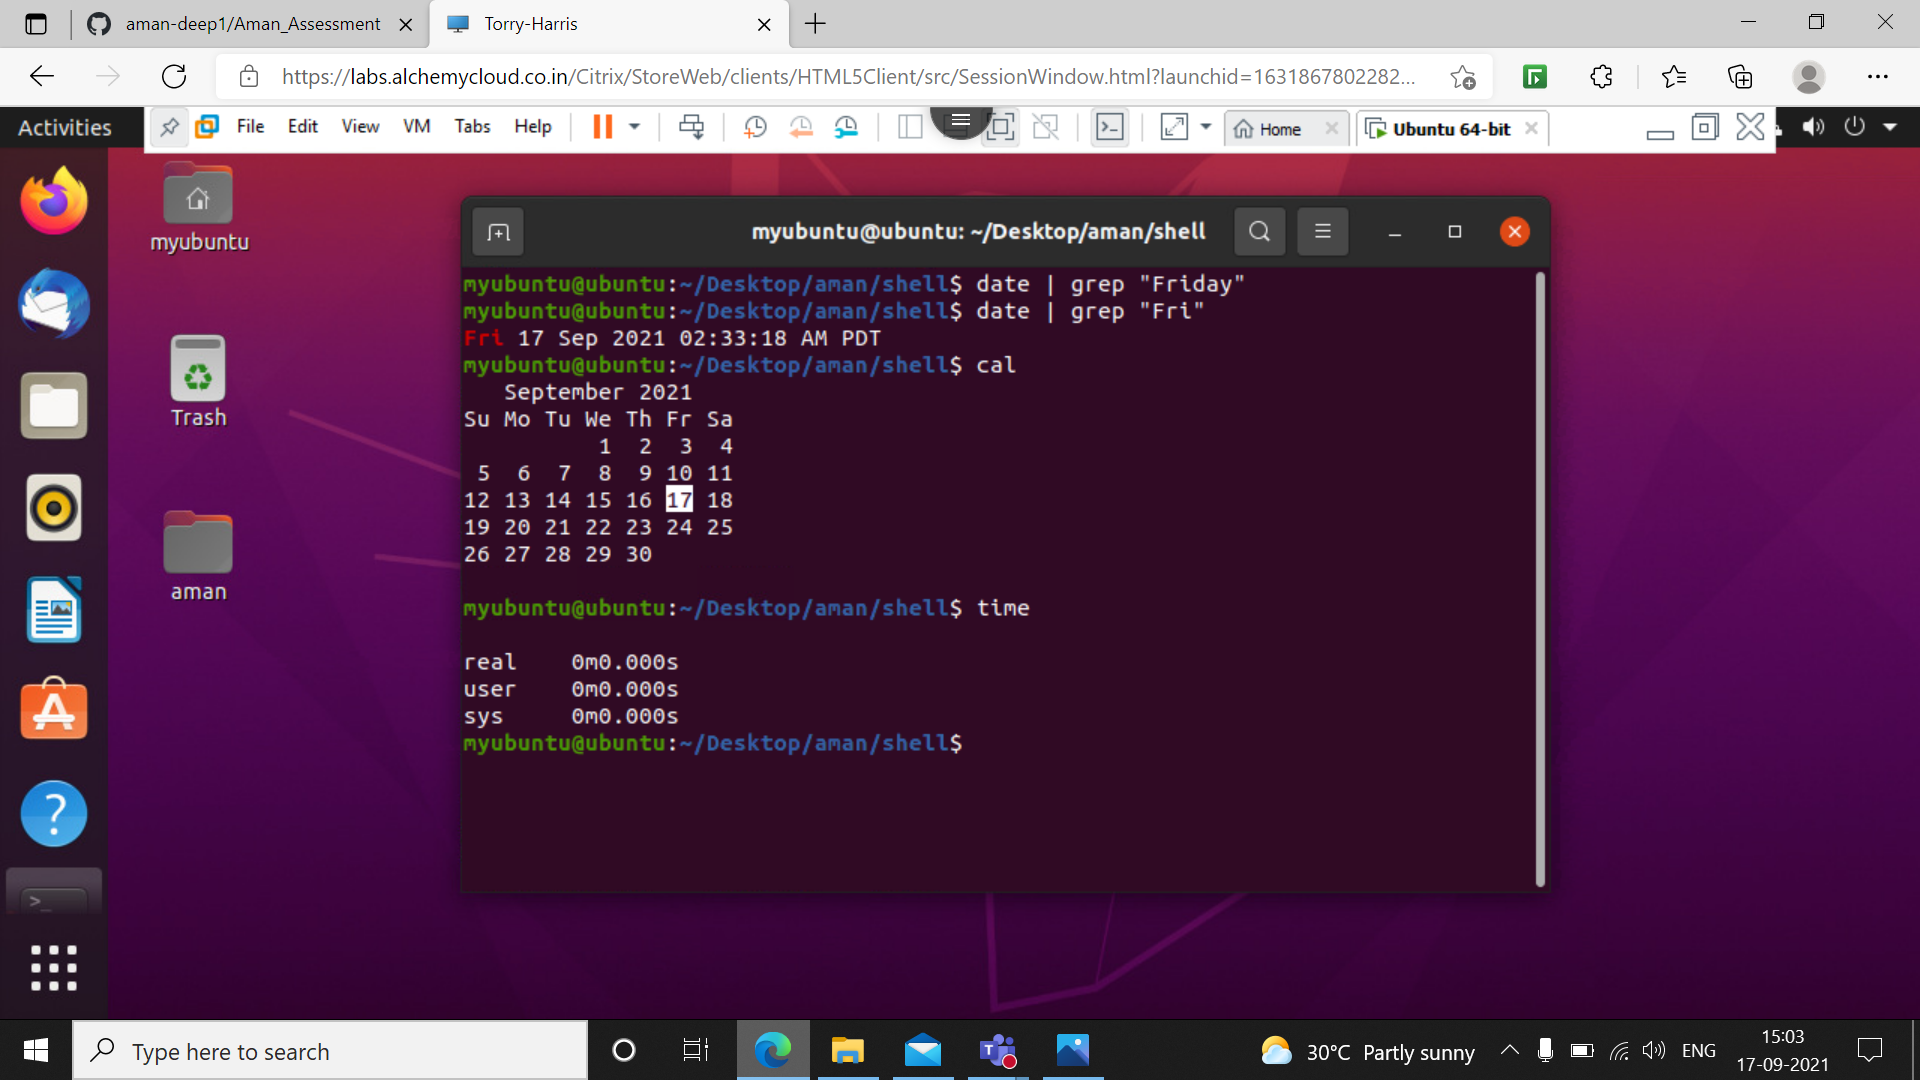 aman-deep1/Aman_Assessment
Torry-Harris
https://labs.alchemycloud.co.in/Citrix/StoreWeb/clients/HTML5Client/src/SessionWindow.html?launchid=1631867802282...
Activities
File Edit View VM Tabs Help
Home
Ubuntu 64-bit
myubuntu
Trash
aman
myubuntu@ubuntu: ~/Desktop/aman/shell
myubuntu@ubuntu:~/Desktop/aman/shell$ date | grep "Friday"
myubuntu@ubuntu:~/Desktop/aman/shell$ date | grep "Fri"
Fri 17 Sep 2021 02:33:18 AM PDT
myubuntu@ubuntu:~/Desktop/aman/shell$ cal
   September 2021
Su Mo Tu We Th Fr Sa
          1  2  3  4
 5  6  7  8  9 10 11
12 13 14 15 16 17 18
19 20 21 22 23 24 25
26 27 28 29 30
myubuntu@ubuntu:~/Desktop/aman/shell$ time
real    0m0.000s
user    0m0.000s
sys     0m0.000s
myubuntu@ubuntu:~/Desktop/aman/shell$
Type here to search
30°C Partly sunny
ENG
15:03
17-09-2021